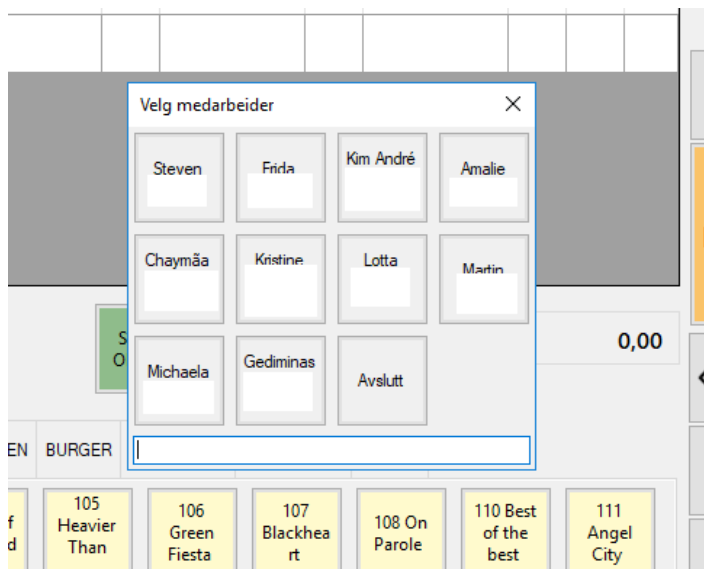 Velg medarbeider
Steven
Frida
Kim André
Amalie
Chaymãa
Kristine
Lotta
Martin
Michaela
Gediminas
Avslutt
S
O
0,00
EN
BURGER
f
d
105
Heavier
Than
106
Green
Fiesta
107
Blackhea
rt
108 On
Parole
110 Best
of the
best
111
Angel
City